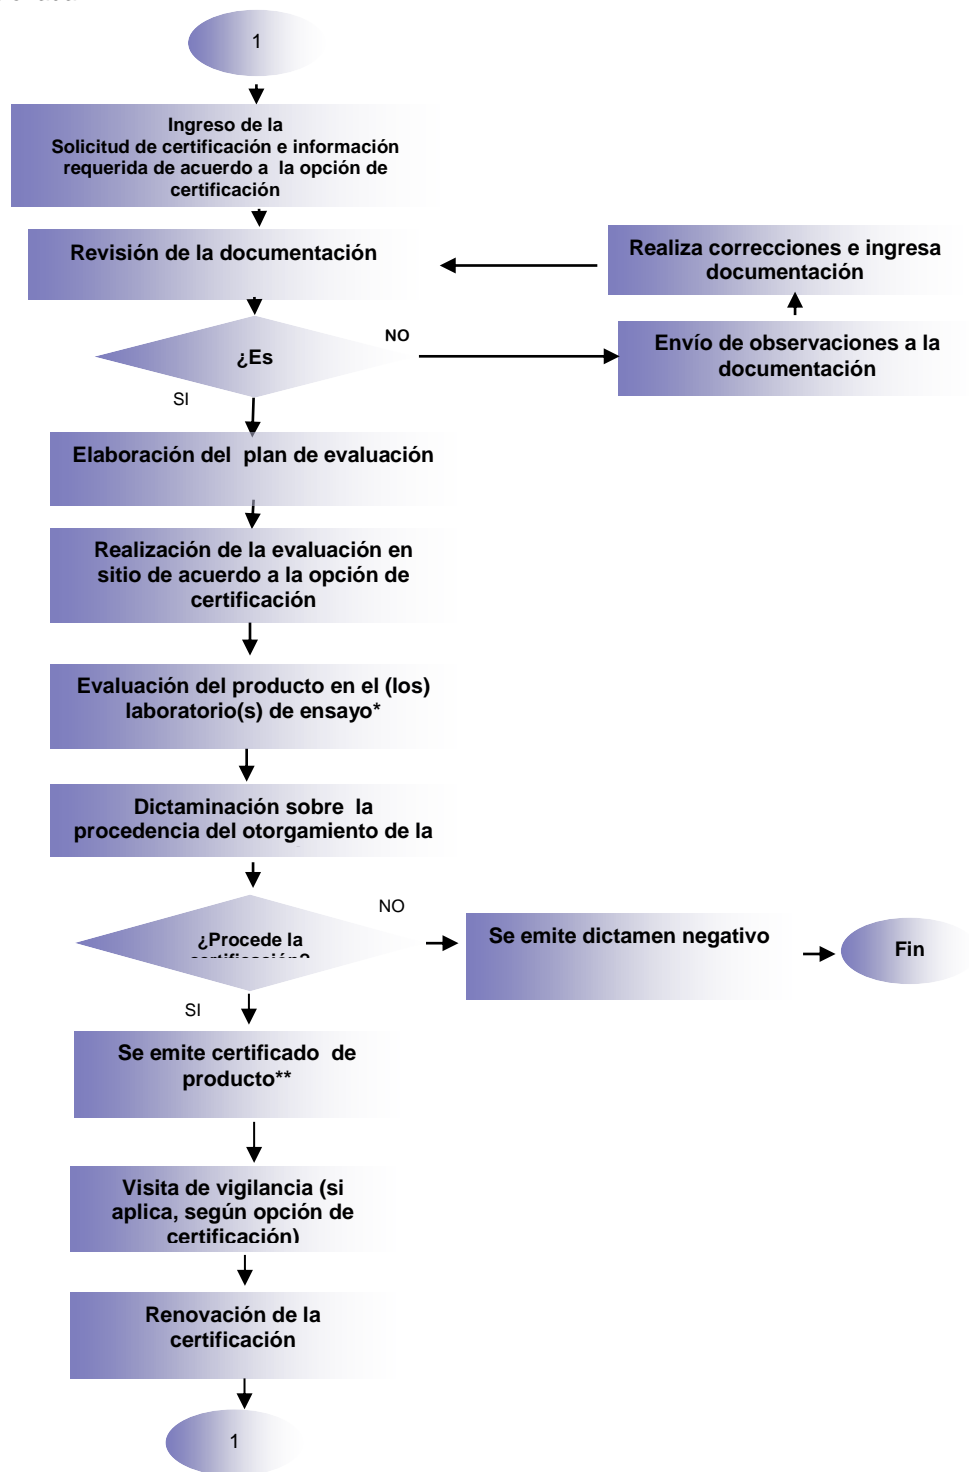 1
Ingreso de la
Solicitud de certificación e información
requerida de acuerdo a la opción de
certificación
Revisión de la documentación
Realiza correcciones e ingresa
documentación
¿Es
NO
Envío de observaciones a la
documentación
SI
Elaboración del plan de evaluación
Realización de la evaluación en
sitio de acuerdo a la opción de
certificación
Evaluación del producto en el (los)
laboratorio(s) de ensayo*
Dictaminación sobre la
procedencia del otorgamiento de la
NO
¿Procede la
certificación?
Se emite dictamen negativo
Fin
SI
Se emite certificado de
producto**
Visita de vigilancia (si
aplica, según opción de
certificación)
Renovación de la
certificación
1